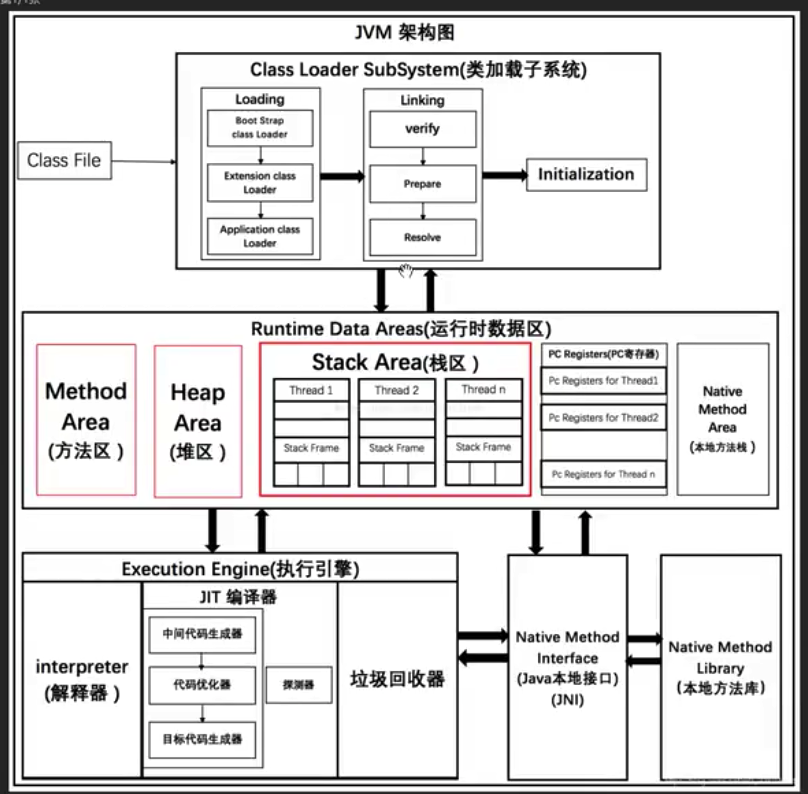 JVM 架构图
Class Loader SubSystem(类加载子系统)
Loading
Boot Strap
class Loader
Extension class
Loader
Application class
Loader
Linking
verify
Prepare
Resolve
Class File
Initialization
Runtime Data Areas(运行时数据区)
Method
Area
(方法区 )
Heap
Area
(堆区 )
Stack Area(栈区 )
Thread 1
Stack Frame
Thread 2
Stack Frame
Thread n
Stack Frame
PC Registers(PC寄存器)
Pc Registers for Thread1
Pc Registers for Thread2
Pc Registers for Thread n
Native
Method
Area
(本地方法栈 )
Execution Engine(执行引擎)
interpreter
(解释器 )
JIT 编译器
中间代码生成器
代码优化器
目标代码生成器
探测器
垃圾回收器
Native Method
Interface
(Java本地接口)
(JNI)
Native Method
Library
(本地方法库)